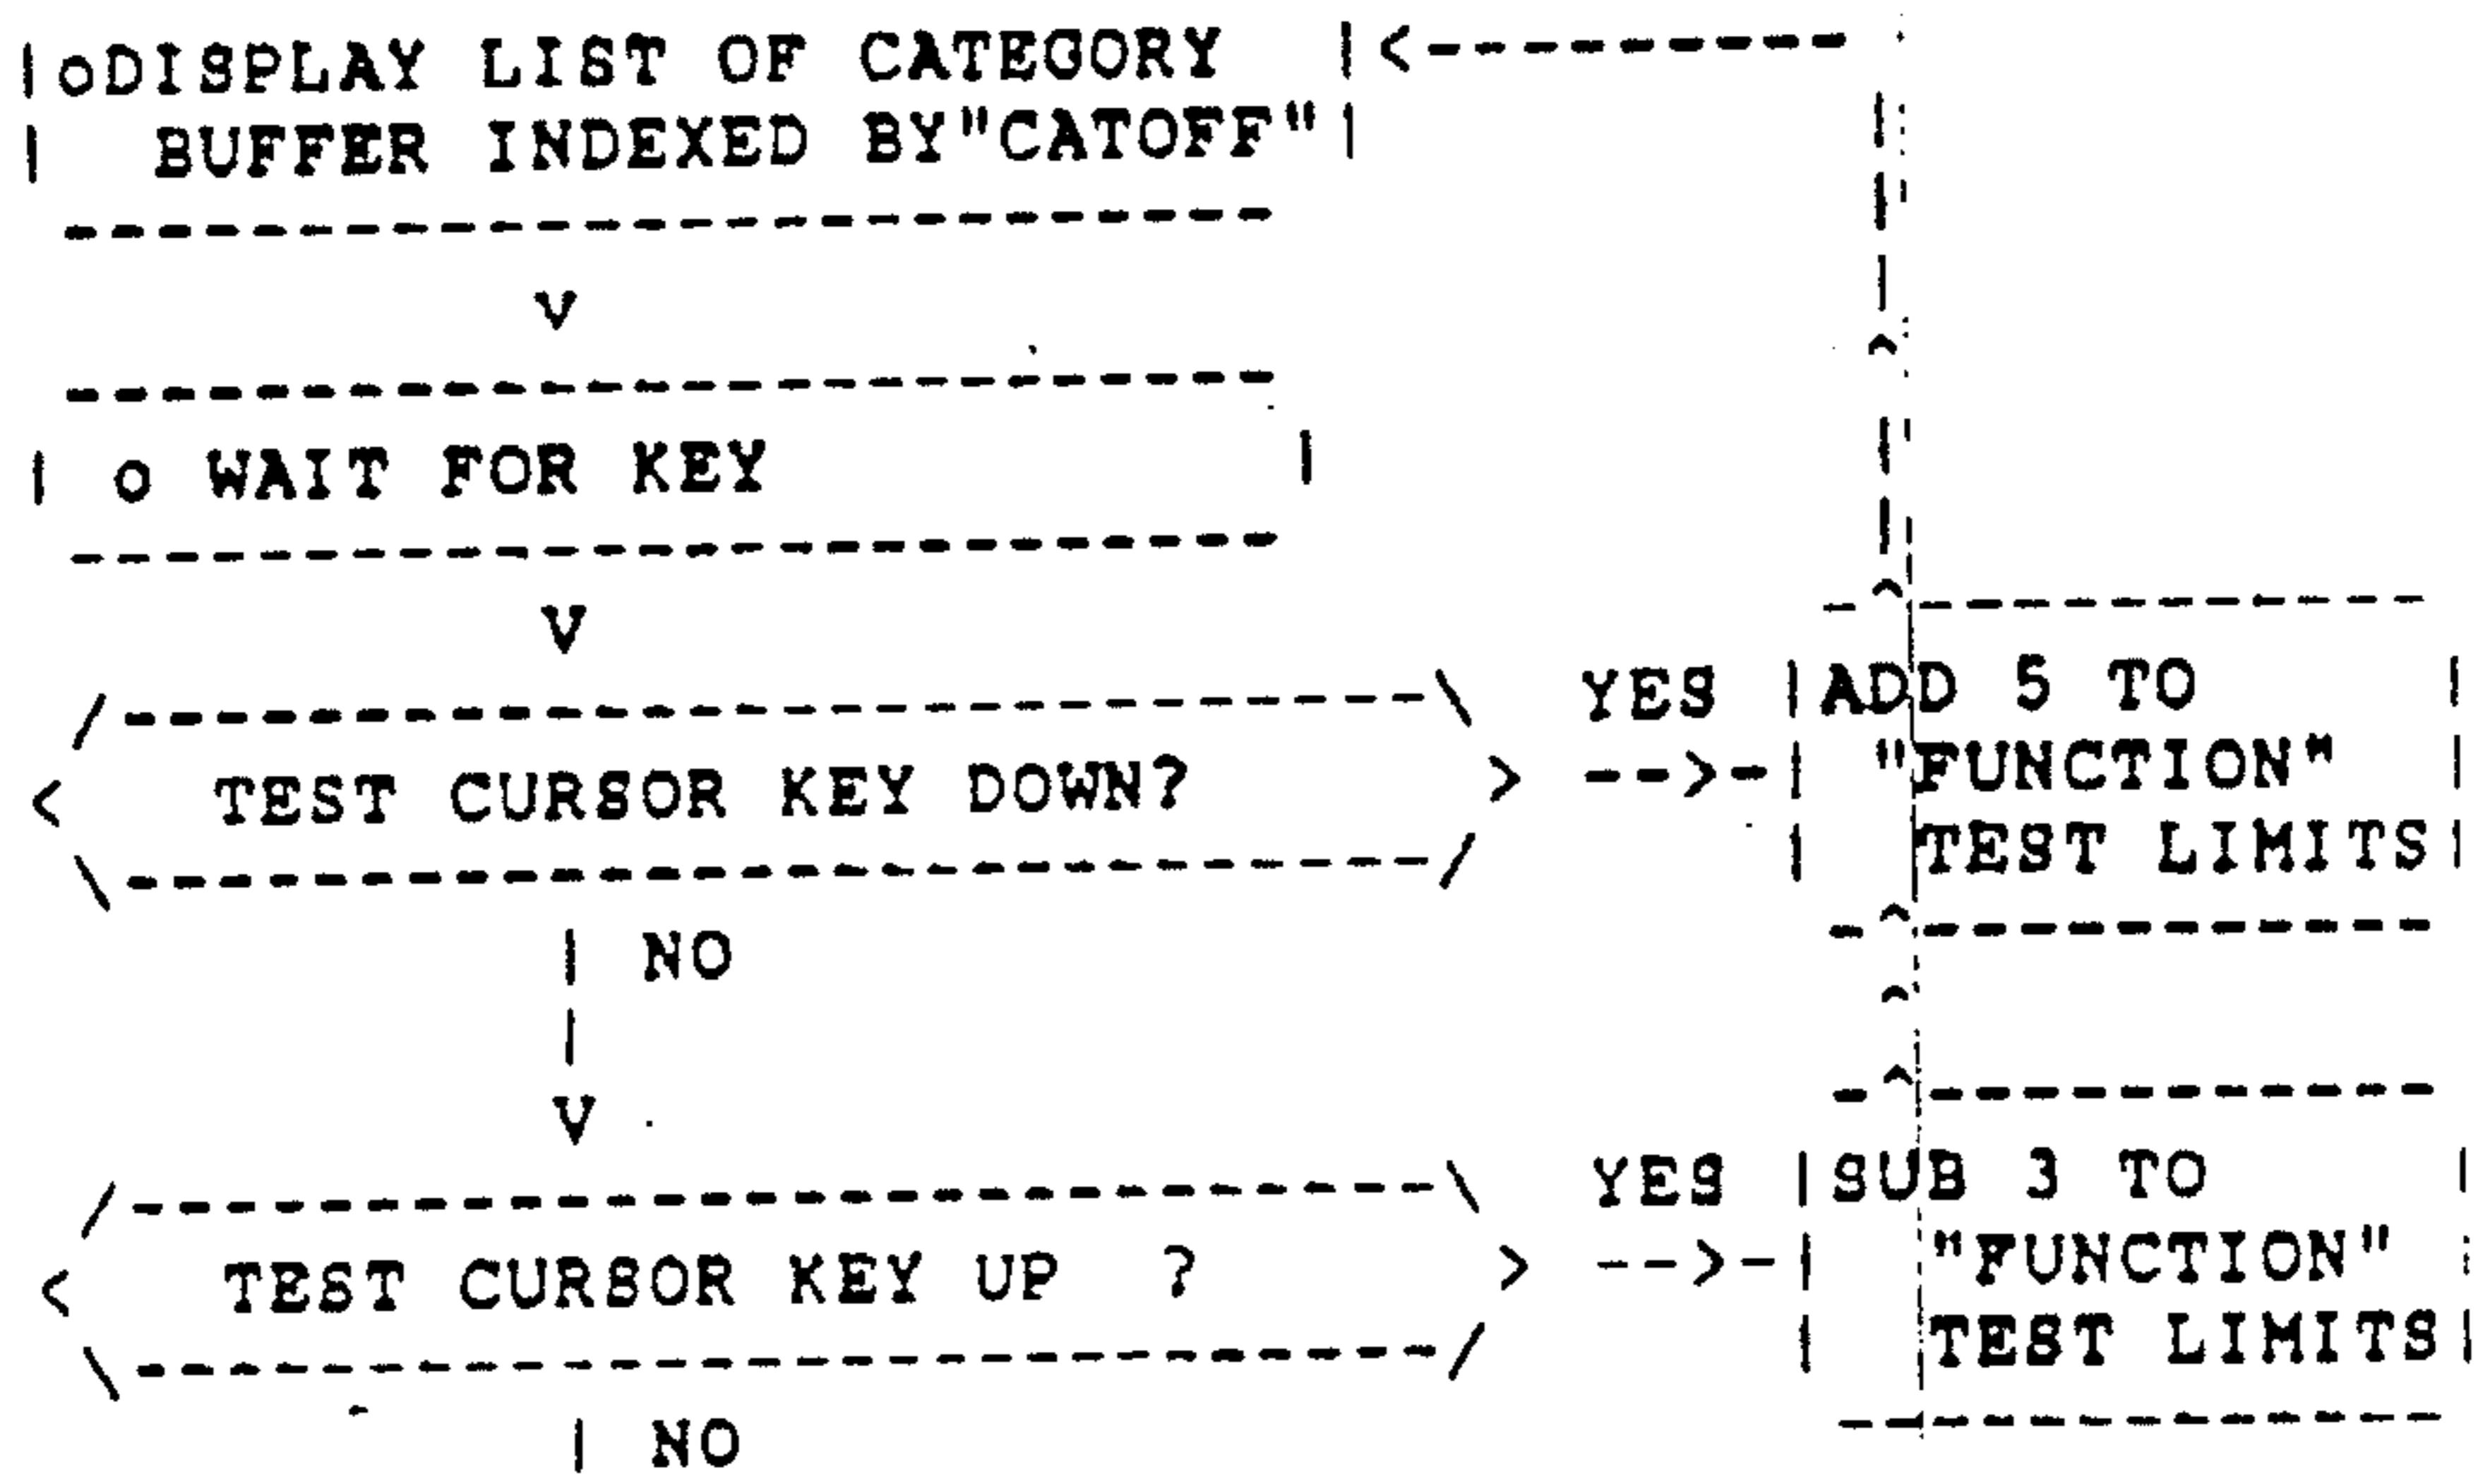 oDISPLAY LIST OF CATEGORY
BUFFER INDEXED BY"CATOFF"
o WAIT FOR KEY
YES ADD 5 TO
TEST CURSOR KEY DOWN? "FUNCTION"
TEST LIMITS
NO
YES SUB 3 TO
TEST CURSOR KEY UP ? "FUNCTION"
TEST LIMITS
NO